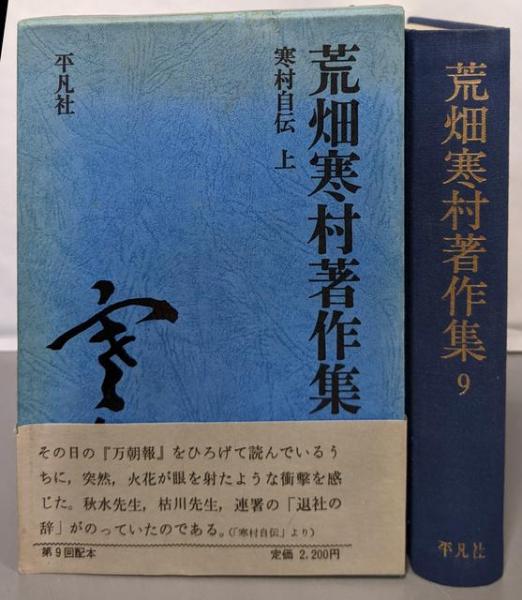 荒畑寒村著作集
寒村自伝 上
平凡社
寒
その日の『万朝報』をひろげて読んでいるう
ちに，突然，火花が眼を射たような衝撃を感
じた。秋水先生，枯川先生，連署の「退社の
辞」がのっていたのである。(「寒村自伝」より)
第9回配本
定価 2,200円
荒畑寒村著作集 9
平凡社